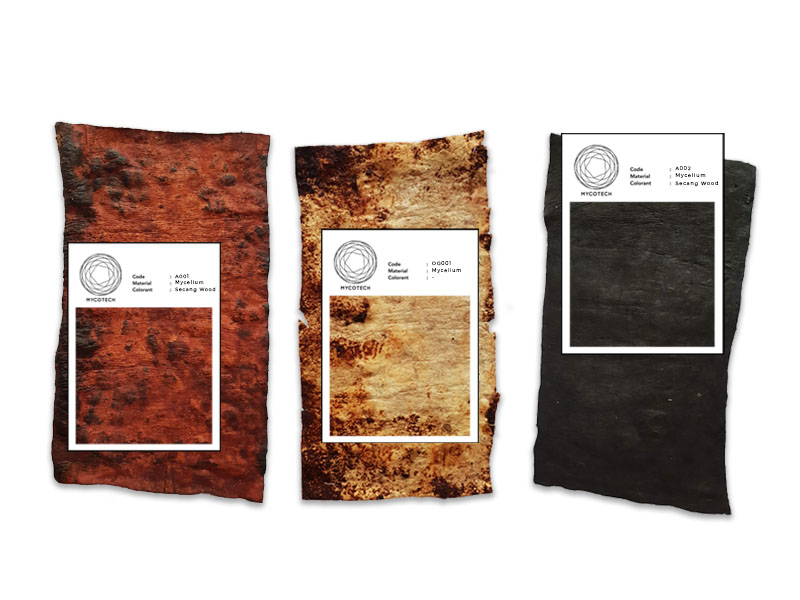 MYCOTECH
Code : A001
Material : Mycelium
Colorant : Secang Wood
MYCOTECH
Code : OG001
Material : Mycelium
Colorant : -
MYCOTECH
Code : A002
Material : Mycelium
Colorant : Secang Wood